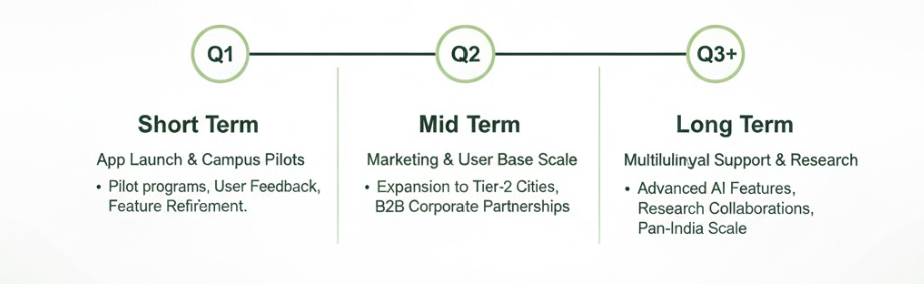 Q1
Q2
Q3+
Short Term
App Launch & Campus Pilots
• Pilot programs, User Feedback,
Feature Refirement.
Mid Term
Marketing & User Base Scale
• Expansion to Tier-2 Cities,
B2B Corporate Partnerships
Long Term
Multilulinyal Support & Research
• Advanced AI Features,
Research Collaborations,
Pan-India Scale